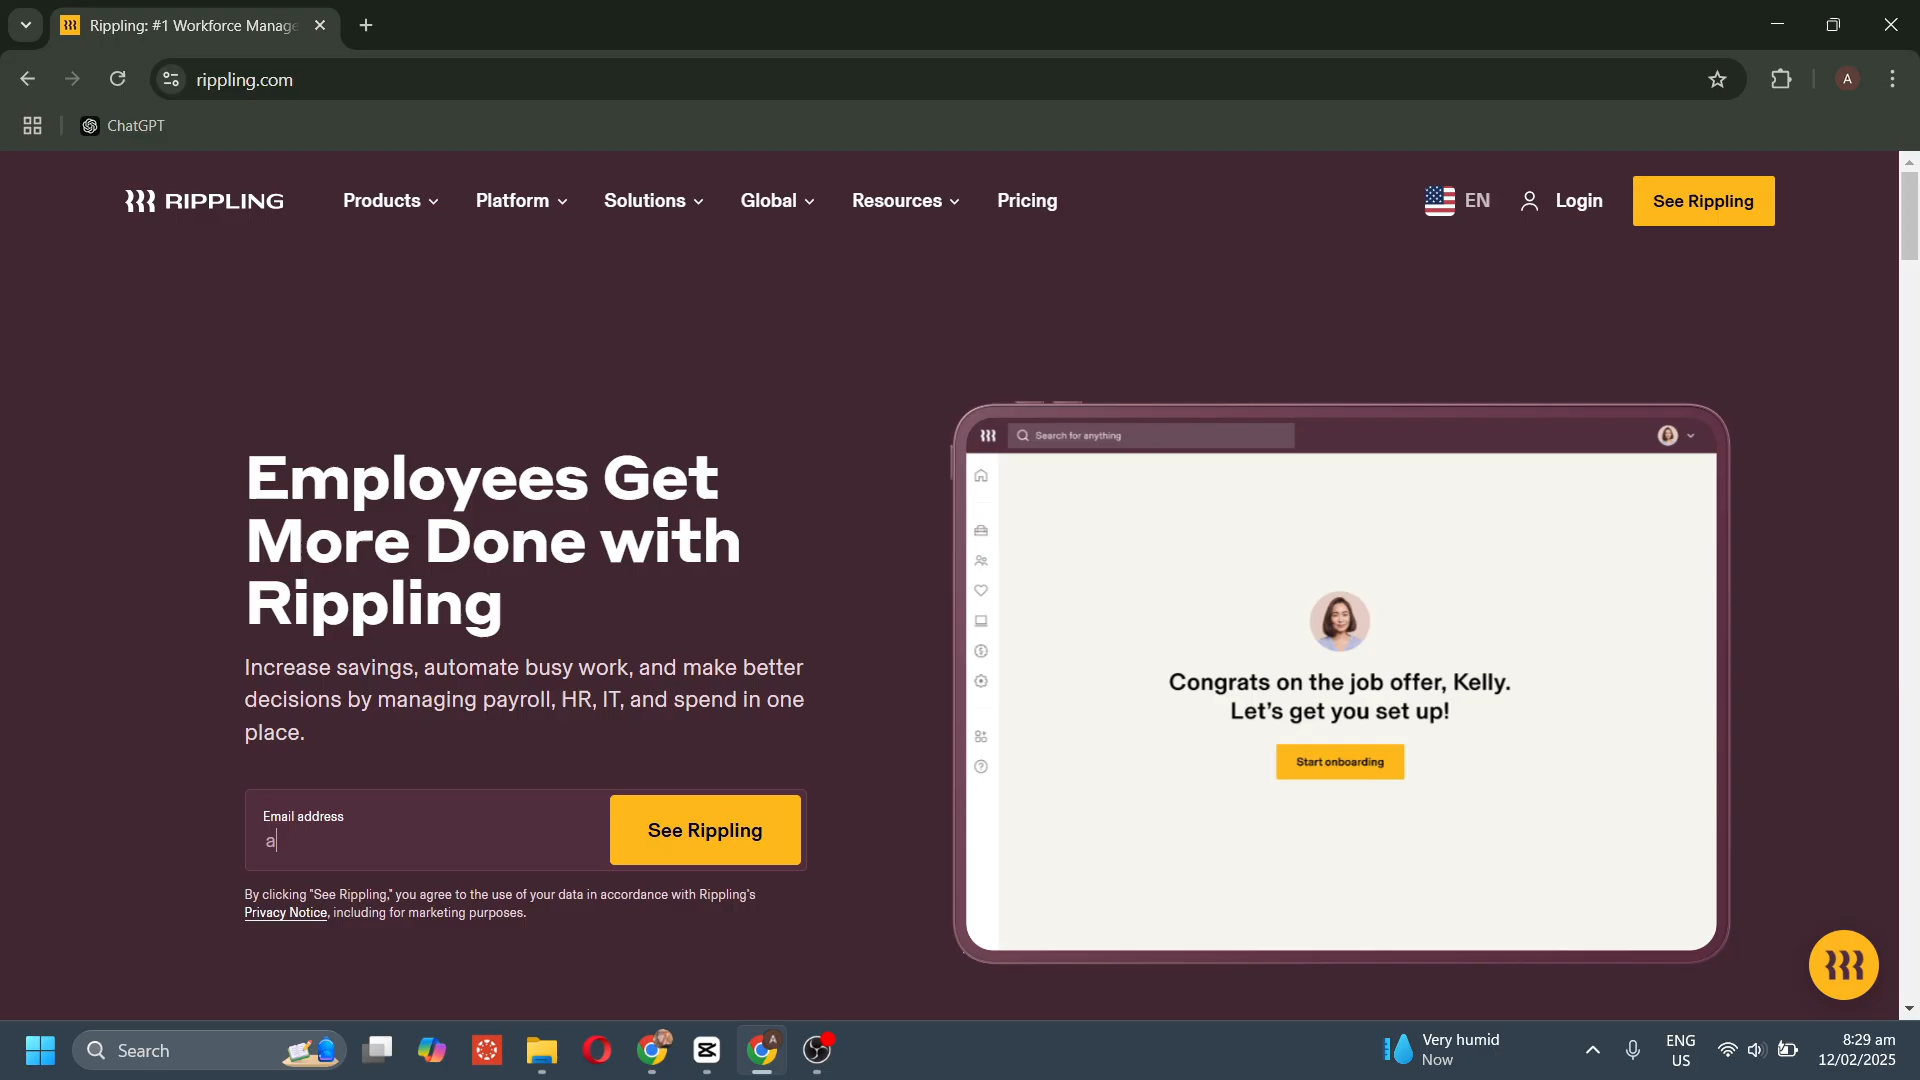 Rippling: #1 Workforce Manage
rippling.com
A
ChatGPT
RIPPLING
Products
Platform
Solutions
Global
Resources
Pricing
EN
Login
See Rippling
Search for anything
Employees Get
More Done with
Rippling
Increase savings, automate busy work, and make better
decisions by managing payroll, HR, IT, and spend in one
place.
Email address
a
See Rippling
By clicking "See Rippling," you agree to the use of your data in accordance with Rippling's
Privacy Notice, including for marketing purposes.
Congrats on the job offer, Kelly.
Let's get you set up!
Start onboarding
Search
A
Very humid
Now
ENG
US
8:29 am
12/02/2025